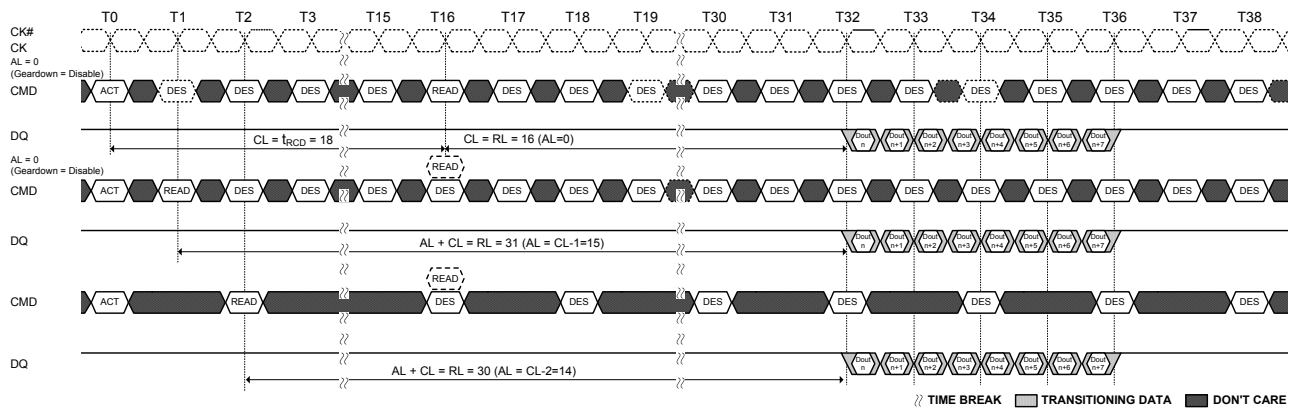 T0 T1 T2 T3 T15 T16 T17 T18 T19 T30 T31 T32 T33 T34 T35 T36 T37 T38
CK#
CK
AL = 0
(Geardown = Disable)
CMD ACT DES DES DES DES READ DES DES DES DES DES DES DES DES DES DES DES DES
DQ Dout n Dout n+1 Dout n+2 Dout n+3 Dout n+4 Dout n+5 Dout n+6 Dout n+7
CL = tRCD = 18 CL = RL = 16 (AL=0)
AL = 0
(Geardown = Disable)
READ
CMD ACT READ DES DES DES DES DES DES DES DES DES DES DES DES DES DES DES DES
DQ Dout n Dout n+1 Dout n+2 Dout n+3 Dout n+4 Dout n+5 Dout n+6 Dout n+7
AL + CL = RL = 31 (AL = CL-1=15)
READ
CMD ACT READ DES DES DES DES DES DES DES
DQ Dout n Dout n+1 Dout n+2 Dout n+3 Dout n+4 Dout n+5 Dout n+6 Dout n+7
AL + CL = RL = 30 (AL = CL-2=14)
TIME BREAK TRANSITIONING DATA DON'T CARE